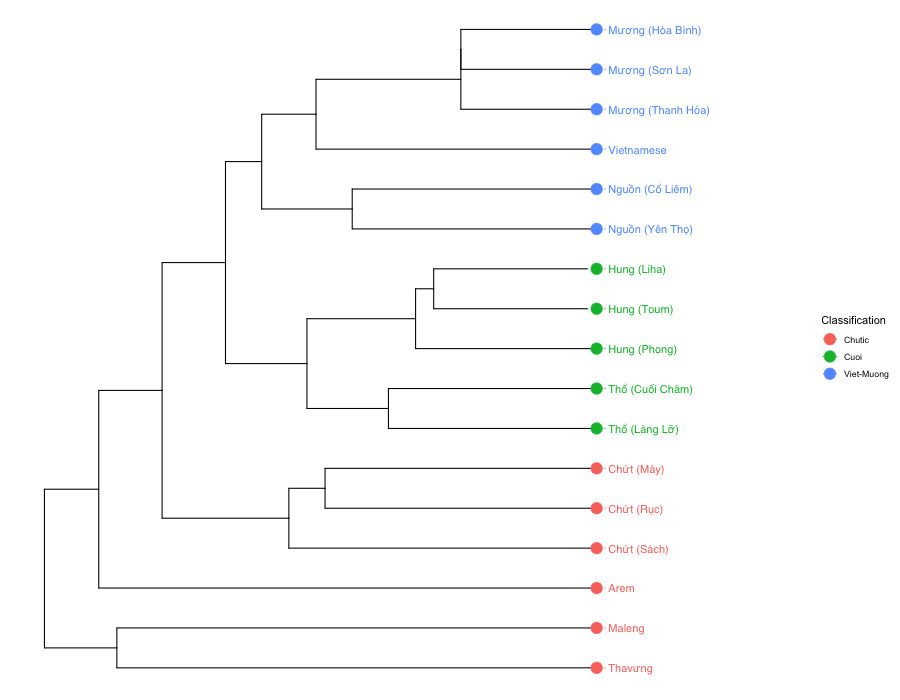 Mương (Hòa Bình)
Mương (Sơn La)
Mương (Thanh Hóa)
Vietnamese
Nguồn (Cổ Liêm)
Nguồn (Yên Thọ)
Hung (Liha)
Hung (Toum)
Hung (Phong)
Thổ (Cuối Chăm)
Thổ (Làng Lỡ)
Chứt (Mày)
Chứt (Rục)
Chứt (Sách)
Arem
Maleng
Thavưng
Classification
Chutic
Cuoi
Viet-Muong